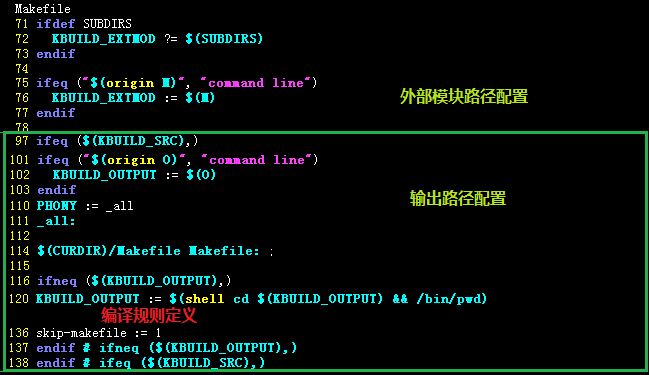 Makefile
71 ifdef SUBDIRS
72   KBUILD_EXTMOD ?= $(SUBDIRS)
73 endif
74
75 ifeq ("$(origin M)", "command line")
76   KBUILD_EXTMOD := $(M)
77 endif
78
外部模块路径配置
97 ifeq ($(KBUILD_SRC),)
101 ifeq ("$(origin O)", "command line")
102   KBUILD_OUTPUT := $(O)
103 endif
110 PHONY := _all
111 _all:
112
114 $(CURDIR)/Makefile Makefile: ;
115
116 ifneq ($(KBUILD_OUTPUT),)
120 KBUILD_OUTPUT := $(shell cd $(KBUILD_OUTPUT) && /bin/pwd)
输出路径配置
编译规则定义
136 skip-makefile := 1
137 endif # ifneq ($(KBUILD_OUTPUT),)
138 endif # ifeq ($(KBUILD_SRC),)